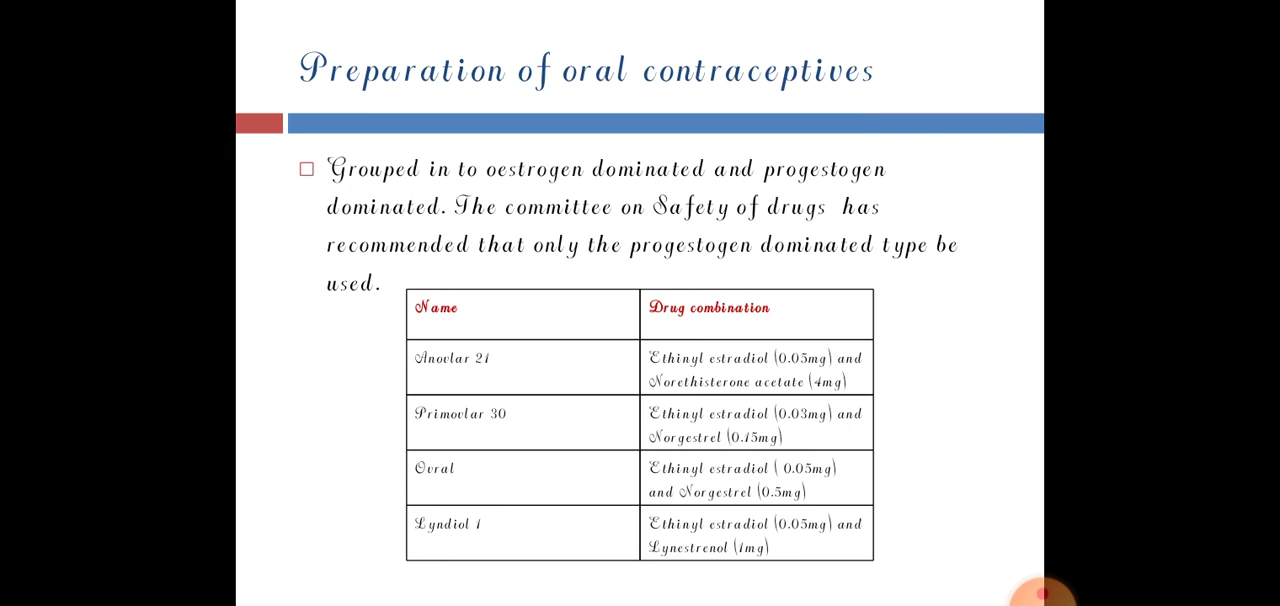 Preparation of oral contraceptives
Grouped in to oestrogen dominated and progestogen
dominated. The committee on Safety of drugs has
recommended that only the progestogen dominated type be
used.
Name
Drug combination
Anovlar 21
Ethinyl estradiol (0.05mg) and
Norethisterone acetate (4mg)
Primovlar 30
Ethinyl estradiol (0.03mg) and
Norgestrel (0.15mg)
Ovral
Ethinyl estradiol ( 0.05mg)
and Norgestrel (0.5mg)
Lyndiol 1
Ethinyl estradiol (0.05mg) and
Lynestrenol (1mg)